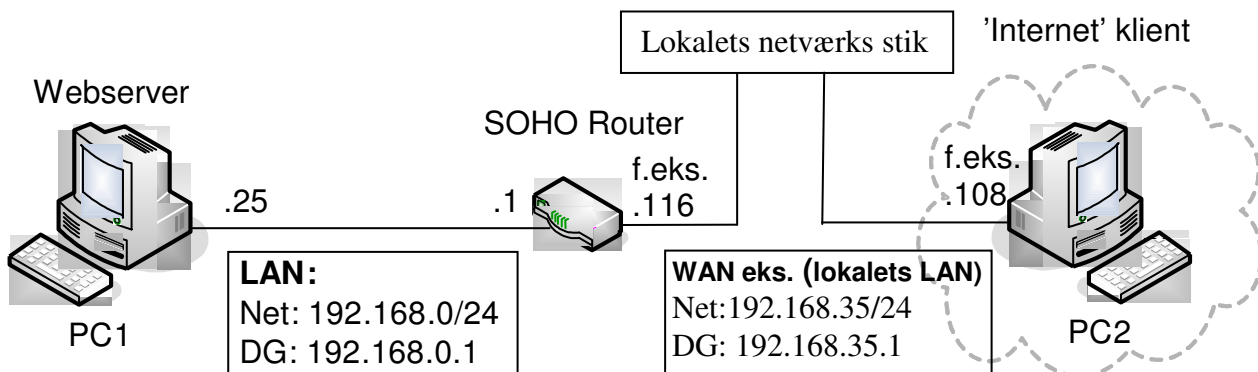 Lokalets netværks stik
'Internet' klient
Webserver
SOHO Router
f.eks.
.116
f.eks.
.108
.25
.1
LAN:
Net: 192.168.0/24
DG: 192.168.0.1
WAN eks. (lokalets LAN)
Net:192.168.35/24
DG: 192.168.35.1
PC1
PC2